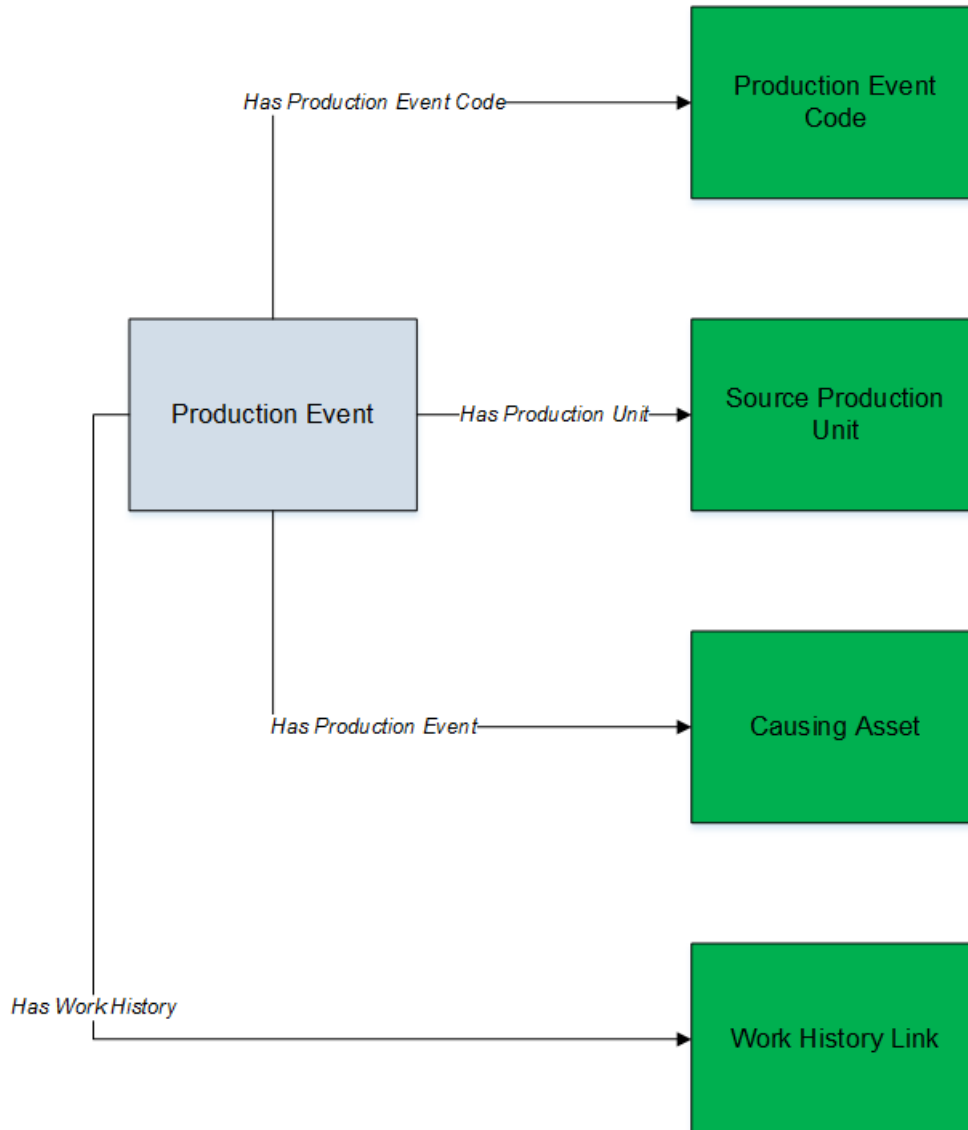 Has Production Event Code
Production Event
Code
Production Event
Has Production Unit
Source Production
Unit
Has Production Event
Causing Asset
Has Work History
Work History Link